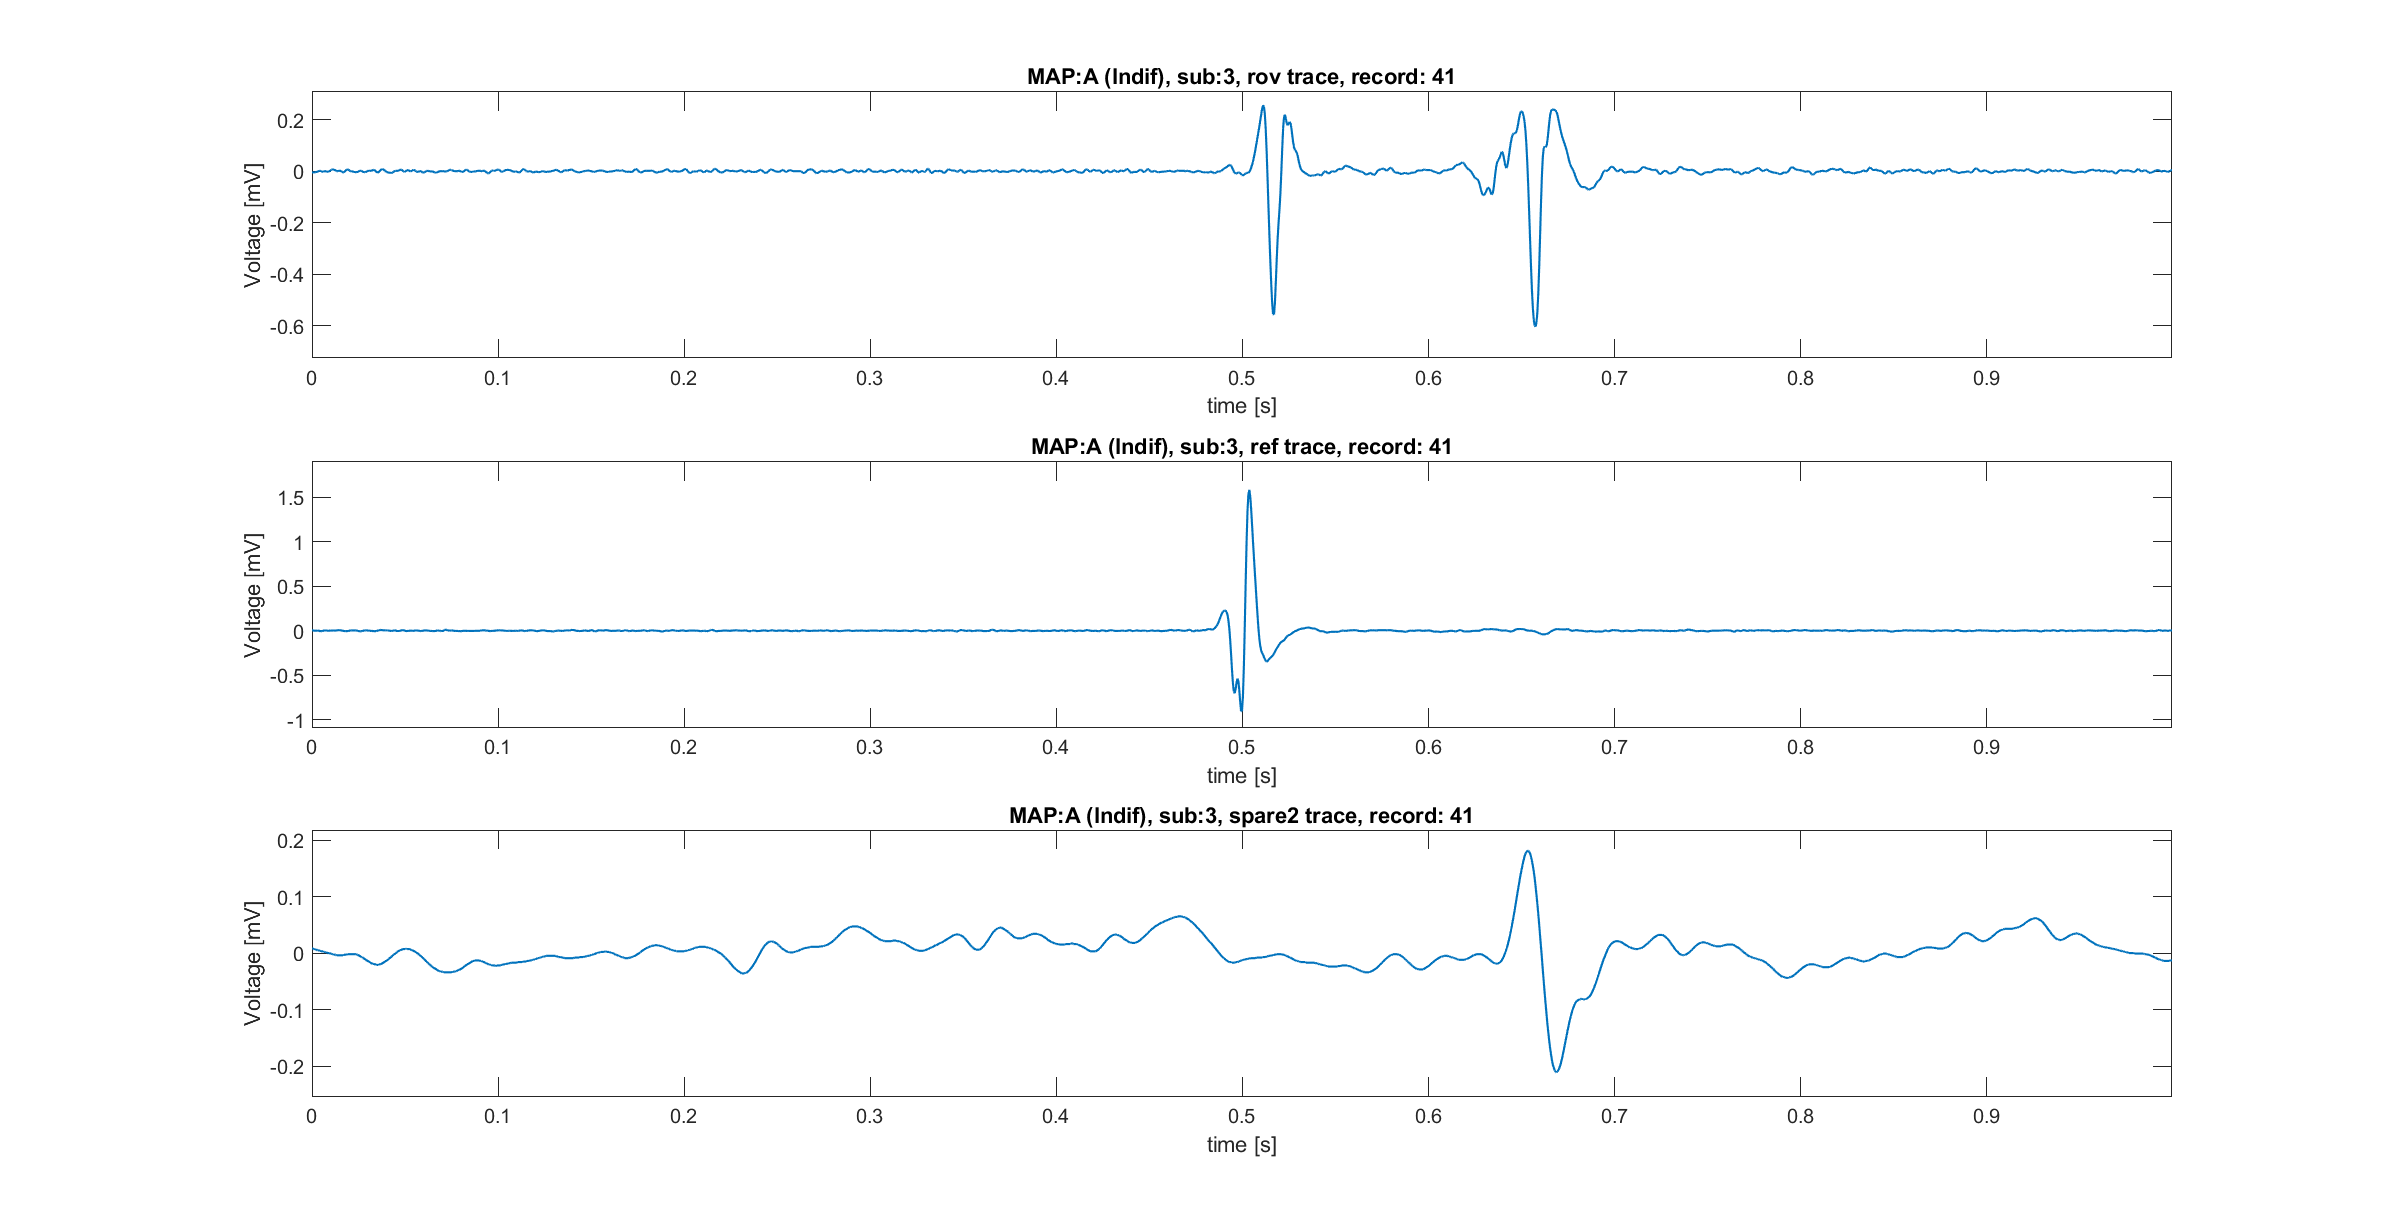 MAP:A (Indif), sub:3, rov trace, record: 41
0.2
0
-0.2
-0.4
-0.6
Voltage [mV]
0 0.1 0.2 0.3 0.4 0.5 0.6 0.7 0.8 0.9
time [s]
MAP:A (Indif), sub:3, ref trace, record: 41
1.5
1
0.5
0
-0.5
-1
Voltage [mV]
0 0.1 0.2 0.3 0.4 0.5 0.6 0.7 0.8 0.9
time [s]
MAP:A (Indif), sub:3, spare2 trace, record: 41
0.2
0.1
0
-0.1
-0.2
Voltage [mV]
0 0.1 0.2 0.3 0.4 0.5 0.6 0.7 0.8 0.9
time [s]